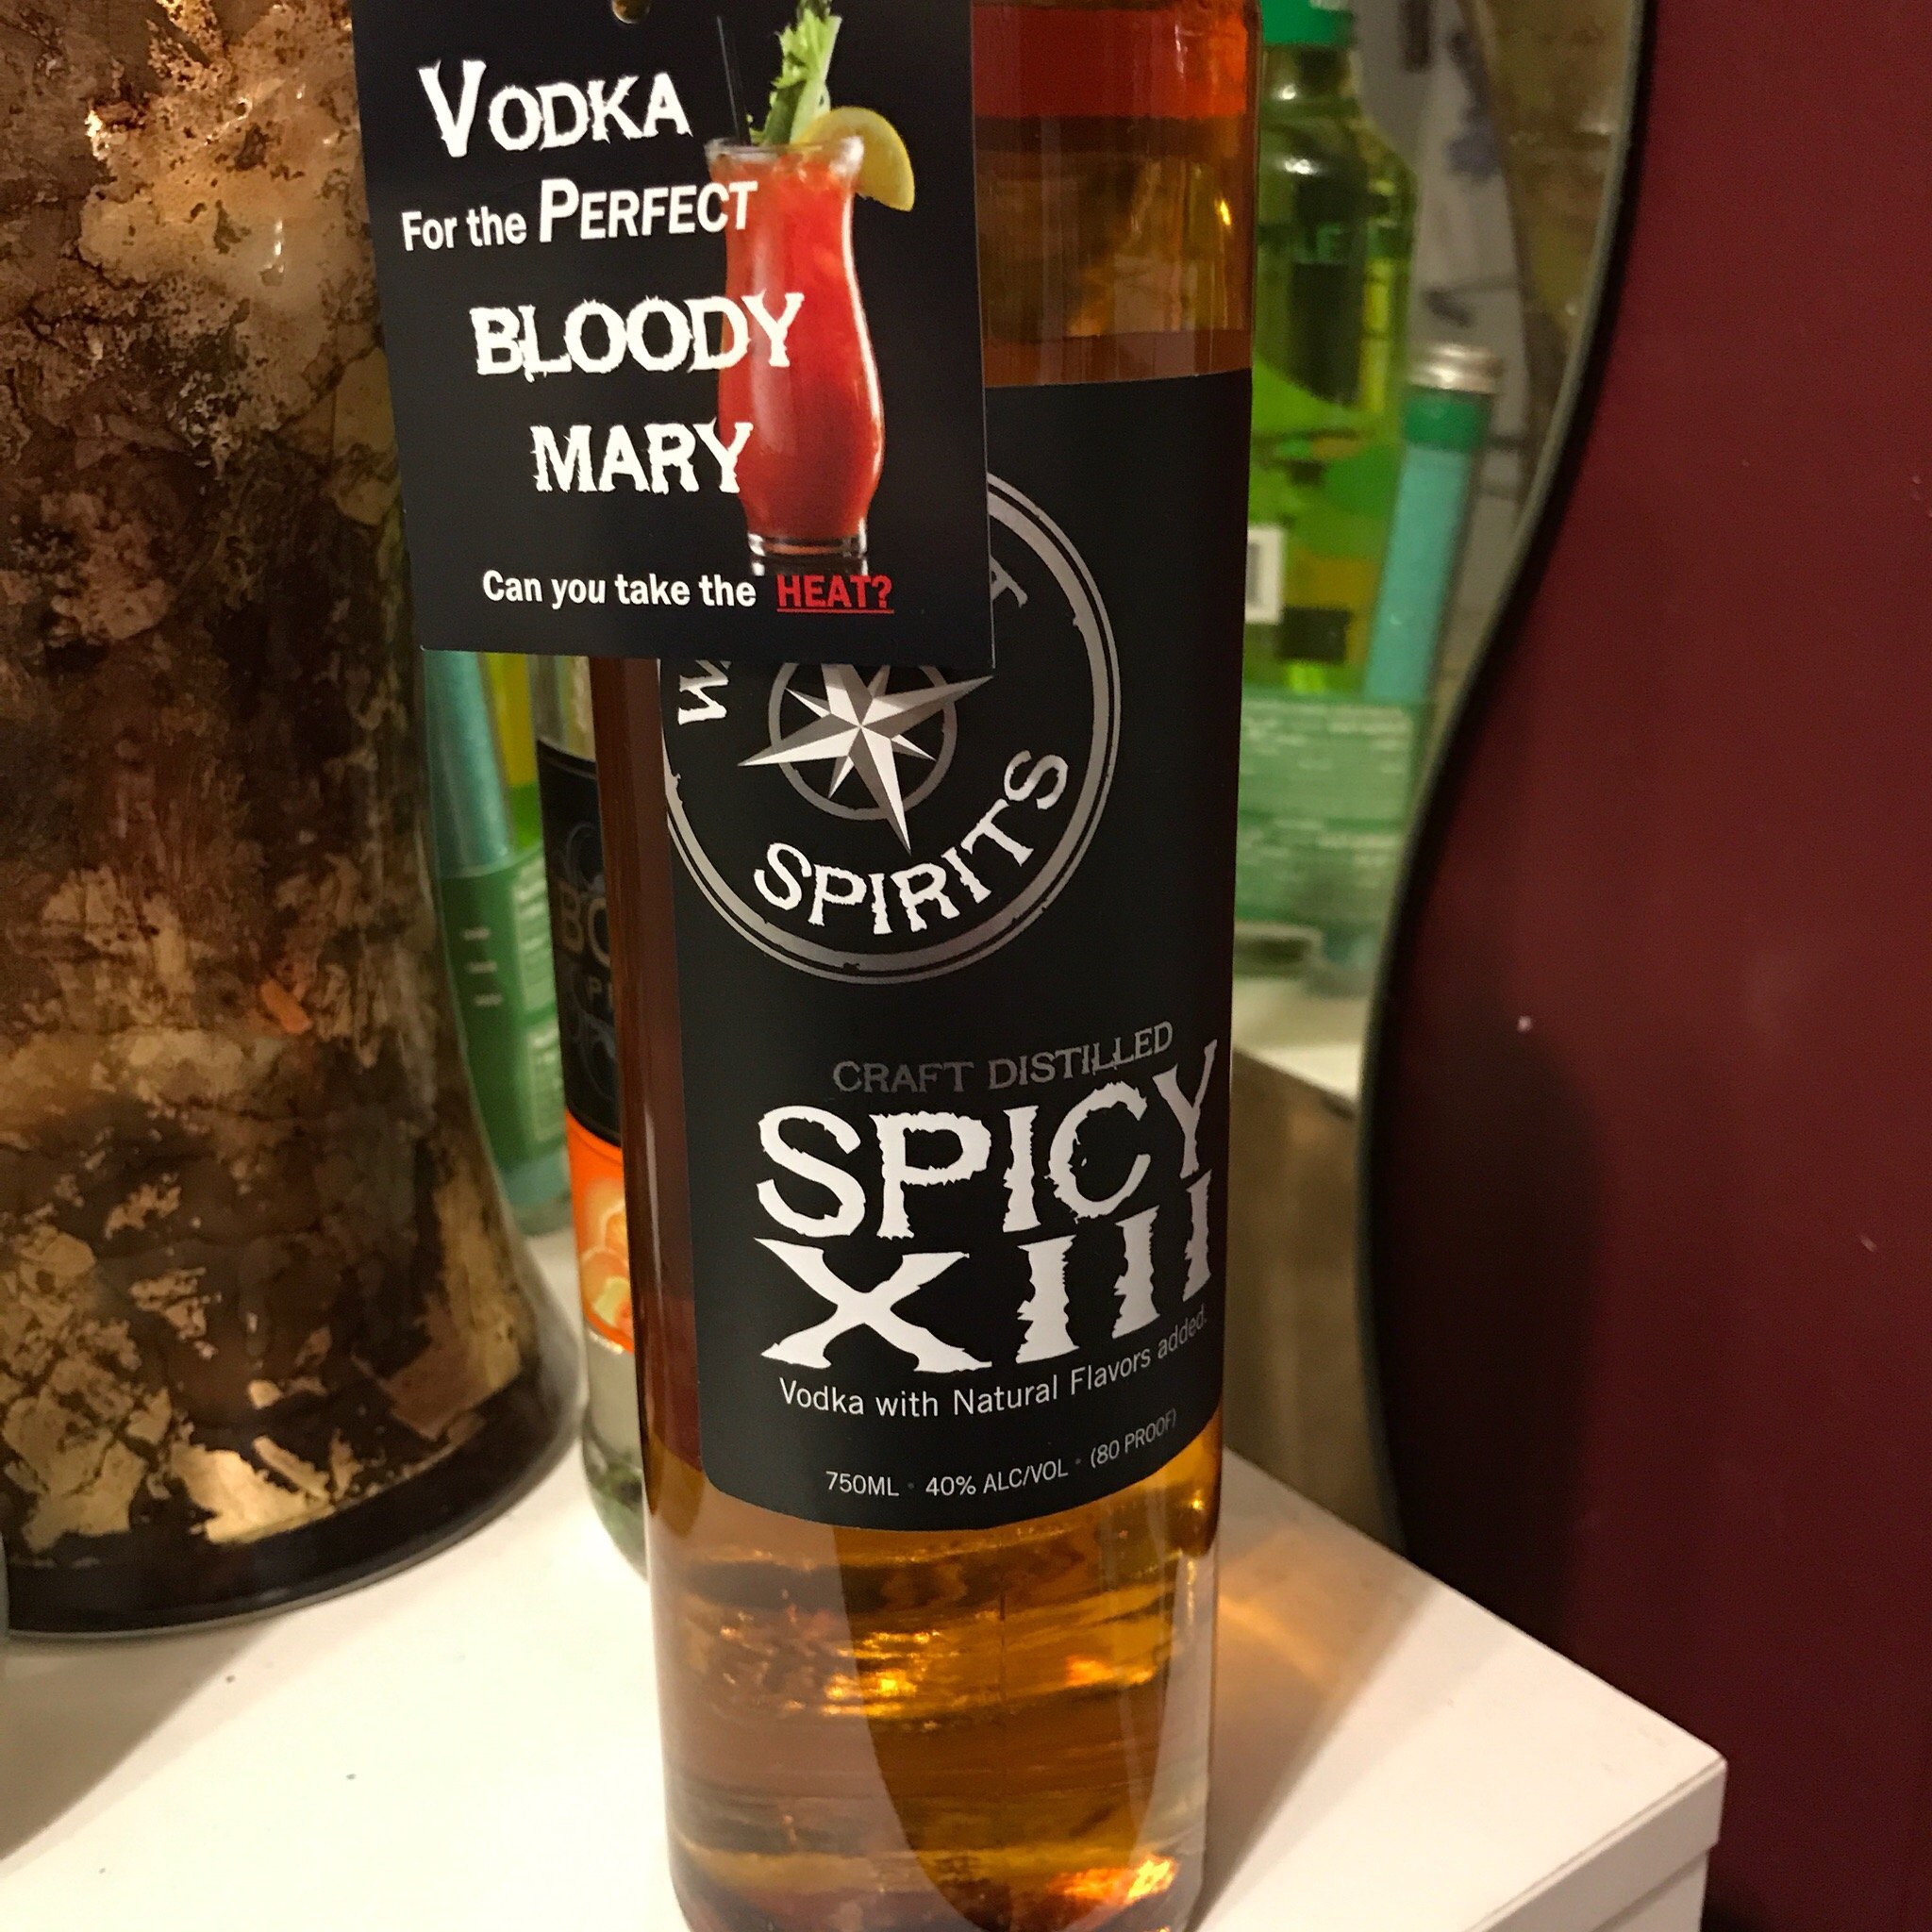 VODKA
For the PERFECT
BLOODY
MARY
Can you take the HEAT?
SPIRITS
CRAFT DISTILLED
SPICY
XIII
Vodka with Natural Flavors added.
750ML • 40% ALC/VOL • (80 PROOF)